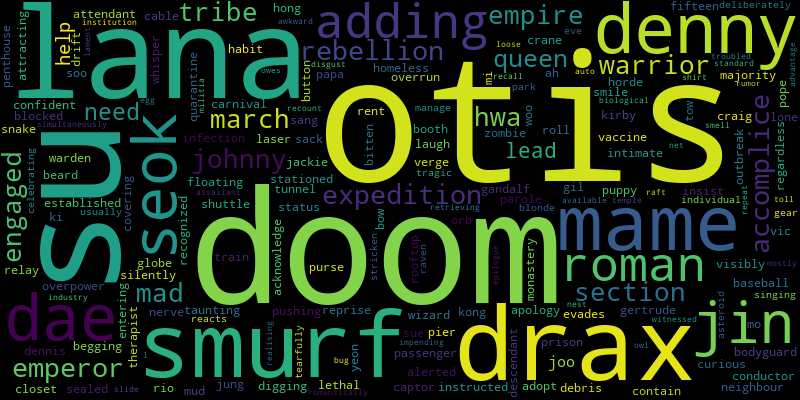 penthouse
attracting
attendant
institution
cable
tribe
hong
awkward
adding
empire
eve
fifteen
deliberately
help
drift
lament
lana
habit
whisper
quarantine
soo
owes
disgust
button
papa
rebellion
homeless
overrun
loose
queen
crane
denny
warrior
auto
troubled
standard
rumor
advantage
confident
blocked
snake
simultaneously
egg
militia
carnival
recount
sang
ah
recall
mi
park
horde
smile
biological
shirt
majority
pope
need
su
seok
march
laser
sack
rent
bitten
otis
manage
hwa
booth
laugh
verge
tragic
woo
zombie
roll
lead
kirby
vaccine
intimate
tow
craig
smell
net
lone
outbreak
regardless
accomplice
engaged
warden
beard
celebrating
established
ki
usually
covering
infection
johnny
assailant
jackie
floating
shuttle
tunnel
stationed
status
expedition
gandalf
parole
orb
blonde
retrieving
gil
puppy
available
temple
raft
insist
individual
repeat
toll
gear
vic
recognized
relay
globe
silently
entering
overpower
industry
mad
train
acknowledge
purse
doom
bow
stricken
rooftop
raven
epilogue
monastery
mame
roman
section
visibly
mostly
baseball
singing
dae
dennis
begging
emperor
nerve
taunting
reacts
therapist
smurf
pushing
reprise
tearfully
realising
impending
wizard
sue
kong
pier
apology
evades
nest
gertrude
witnessed
descendant
prison
drax
asteroid
mo
jin
bodyguard
closet
sealed
slide
rio
mud
jung
digging
lethal
bug
yeon
romantically
captor
passenger
alerted
instructed
joo
adopt
debris
owl
contain
curious
conductor
neighbour